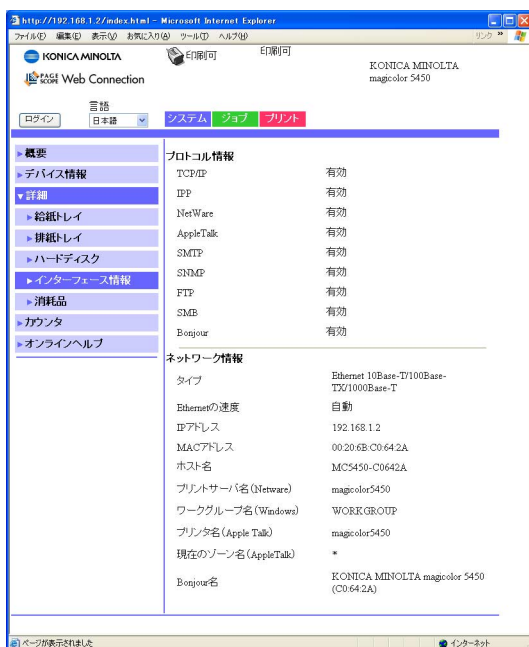 http://192.168.1.2/index.html - Microsoft Internet Explorer
ファイル(F) 編集(E) 表示(V) お気に入り(A) ツール(T) ヘルプ(H) リンク »
KONICA MINOLTA
印刷可 印刷可
KONICA MINOLTA
magicolor 5450
PAGE SCOPE Web Connection
言語
ログイン 日本語 システム ジョブ プリント
概要
デバイス情報
詳細
給紙トレイ
排紙トレイ
ハードディスク
インターフェース情報
消耗品
カウンタ
オンラインヘルプ
プロトコル情報
TCP/IP 有効
IPP 有効
NetWare 有効
AppleTalk 有効
SMTP 有効
SNMP 有効
FTP 有効
SMB 有効
Bonjour 有効
ネットワーク情報
タイプ Ethernet 10Base-T/100Base-
TX/1000Base-T
Ethernetの速度 自動
IPアドレス 192.168.1.2
MACアドレス 00:20:6B:C0:64:2A
ホスト名 MC5450-C0642A
プリントサーバ名(Netware) magicolor5450
ワークグループ名(Windows) WORKGROUP
プリンタ名(Apple Talk) magicolor5450
現在のゾーン名(AppleTalk) *
Bonjour名 KONICA MINOLTA magicolor 5450
(C0:64:2A)
ページが表示されました インターネット